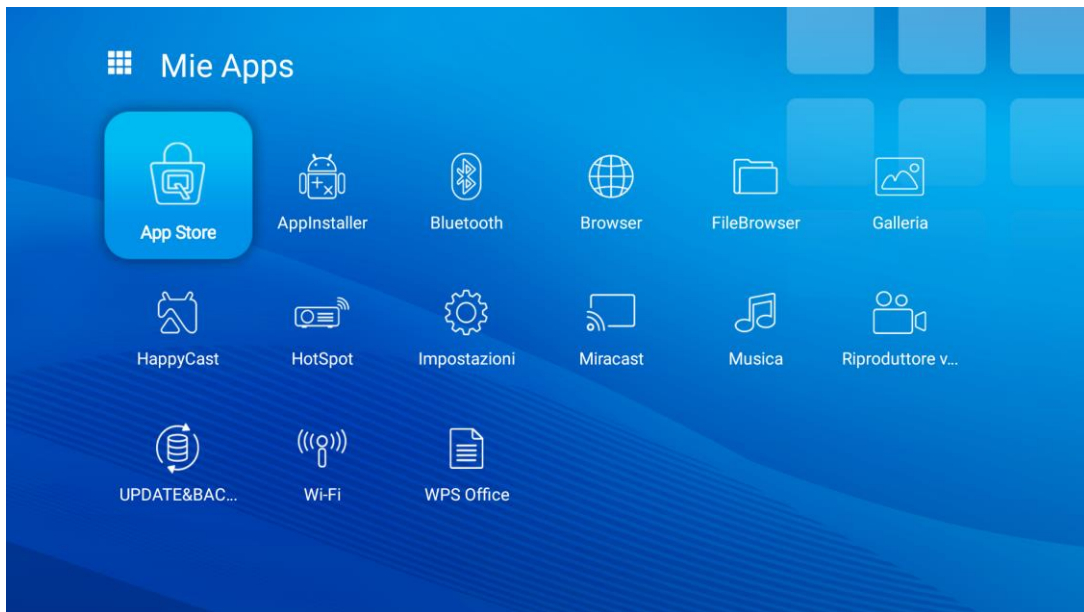 Mie Apps
App Store
AppInstaller
Bluetooth
Browser
FileBrowser
Galleria
HappyCast
HotSpot
Impostazioni
Miracast
Musica
Riproduttore v...
UPDATE&BAC...
Wi-Fi
WPS Office